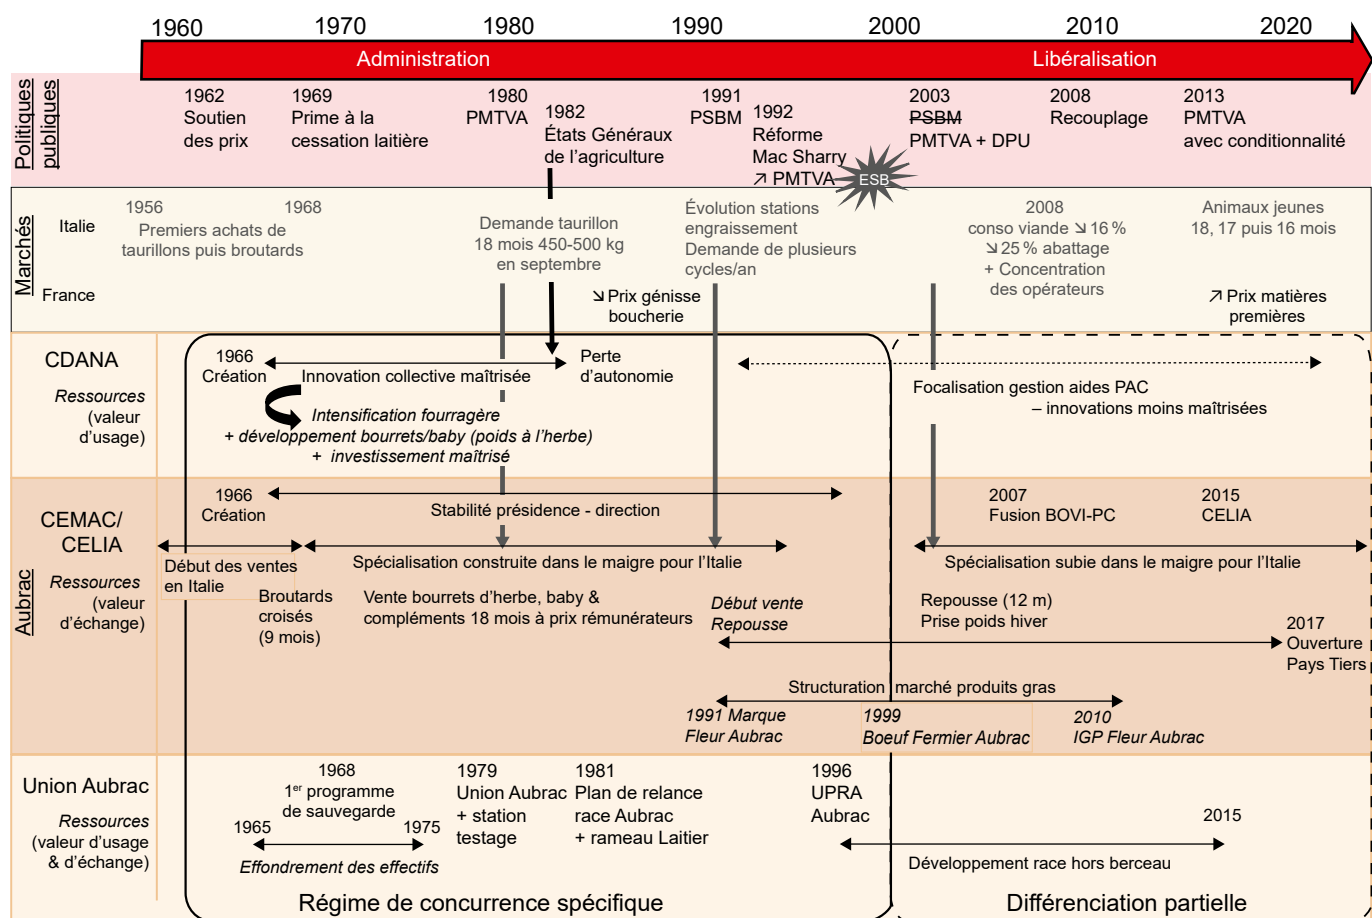 1960 1970 1980 1990 2000 2010 2020
Administration Libéralisation
Politiques
publiques
1962
Soutien
des prix
1969
Prime à la
cessation laitière
1980
PMTVA
1982
États Généraux
de l'agriculture
1991
PSBM
1992
Réforme
Mac Sharry
↗ PMTVA
ESB
2003
PSBM
PMTVA + DPU
2008
Recouplage
2013
PMTVA
avec conditionnalité
Marchés
Italie
France
1956 1968
Premiers achats de
taurillons puis broutards
Demande taurillon
18 mois 450-500 kg
en septembre
Évolution stations
engraissement
Demande de plusieurs
cycles/an
↘ Prix génisse
boucherie
2008
conso viande ↘ 16 %
↘ 25 % abattage
+ Concentration
des opérateurs
Animaux jeunes
18, 17 puis 16 mois
↗ Prix matières
premières
Aubrac
CDANA
Ressources
(valeur
d'usage)
1966
Création
Innovation collective maîtrisée
Perte
d'autonomie
Intensification fourragère
+ développement bourrets/baby (poids à l'herbe)
+ investissement maîtrisé
Focalisation gestion aides PAC
– innovations moins maîtrisées
CEMAC/
CELIA
Ressources
(valeur
d'échange)
1966
Création
Stabilité présidence - direction
2007
Fusion BOVI-PC
2015
CELIA
Début des ventes
en Italie
Broutards
croisés
(9 mois)
Spécialisation construite dans le maigre pour l'Italie
Vente bourrets d'herbe, baby &
compléments 18 mois à prix rémunérateurs
Début vente
Repousse
Spécialisation subie dans le maigre pour l'Italie
Repousse (12 m)
Prise poids hiver
2017
Ouverture
Pays Tiers
Structuration marché produits gras
1991 Marque
Fleur Aubrac
1999
Boeuf Fermier Aubrac
2010
IGP Fleur Aubrac
Union Aubrac
Ressources
(valeur d'usage
& d'échange)
1968
1er programme
de sauvegarde
1965 1975
Effondrement des effectifs
1979
Union Aubrac
+ station
testage
1981
Plan de relance
race Aubrac
+ rameau Laitier
1996
UPRA
Aubrac
2015
Développement race hors berceau
Régime de concurrence spécifique
Différenciation partielle